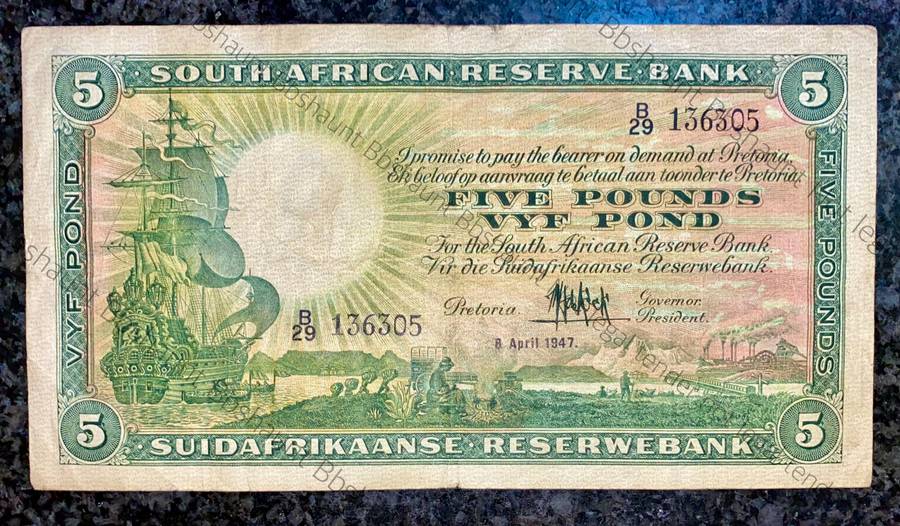 5 · SOUTH · AFRICAN · RESERVE · BANK · 5
B/29 136305
I promise to pay the bearer on demand at Pretoria.
Ek beloof op aanvraag te betaal aan toonder te Pretoria.
FIVE POUNDS
VYF POND
For the South African Reserve Bank.
Vir die Suidafrikaanse Reserwebank.
Pretoria. Governor.
President.
B/29 136305
8 April 1947.
VYF POND
FIVE POUNDS
5 · SUIDAFRIKAANSE · RESERWEBANK · 5
Bbshaunt
legal tender